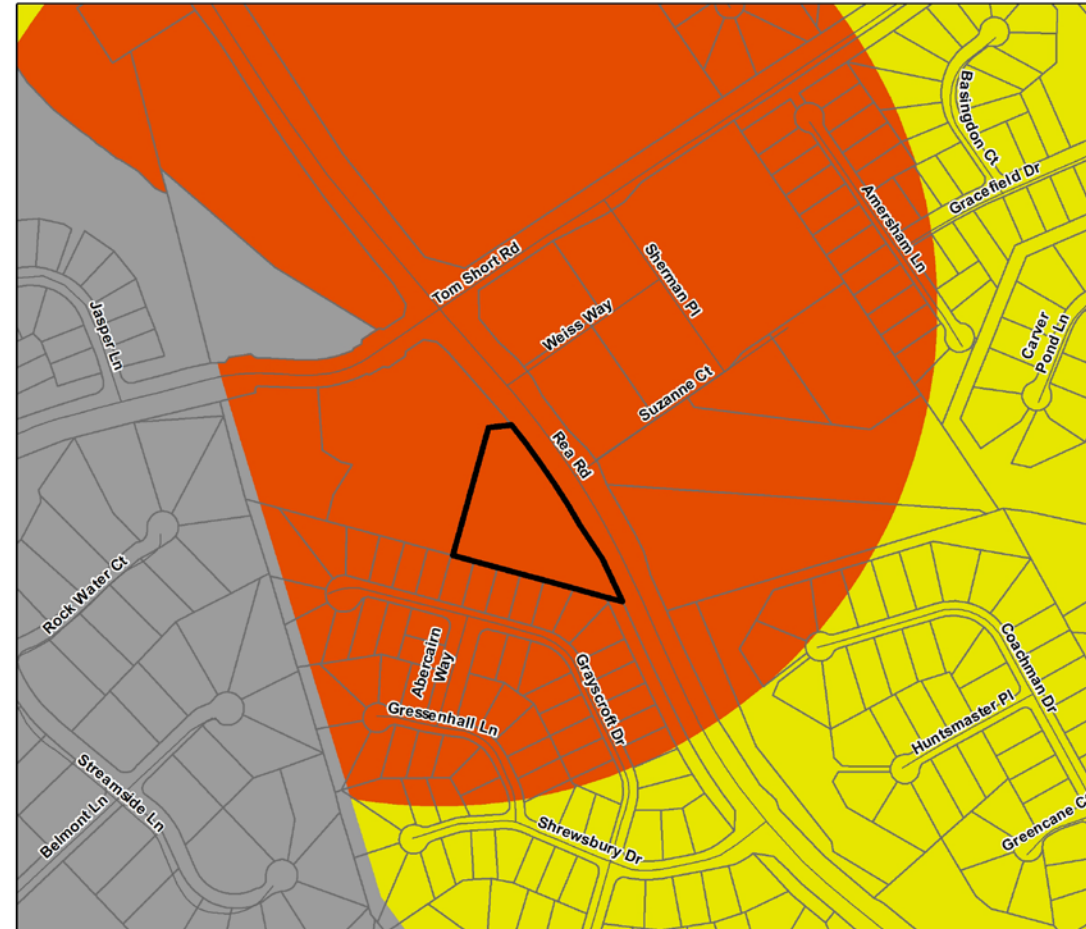 Basingdon Ct
Gracefield Dr
Amersham Ln
Tom Short Rd
Sherman Pl
Weiss Way
Jasper Ln
Carver
Pond Ln
Suzanne Ct
Rea Rd
Rock Water Ct
Abercairn
Way
Grayscroft Dr
Gressenhall Ln
Coachman Dr
Huntsmaster Pl
Streamside Ln
Belmont Ln
Shrewsbury Dr
Greencane C